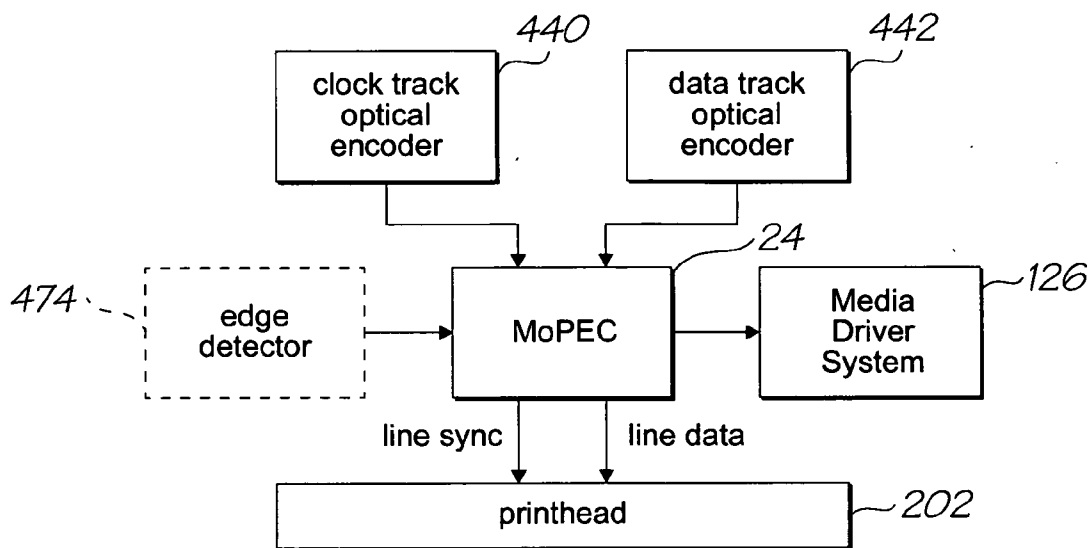 440
442
clock track
optical
encoder
data track
optical
encoder
24
474
edge
detector
MoPEC
Media
Driver
System
126
line sync
line data
printhead
202